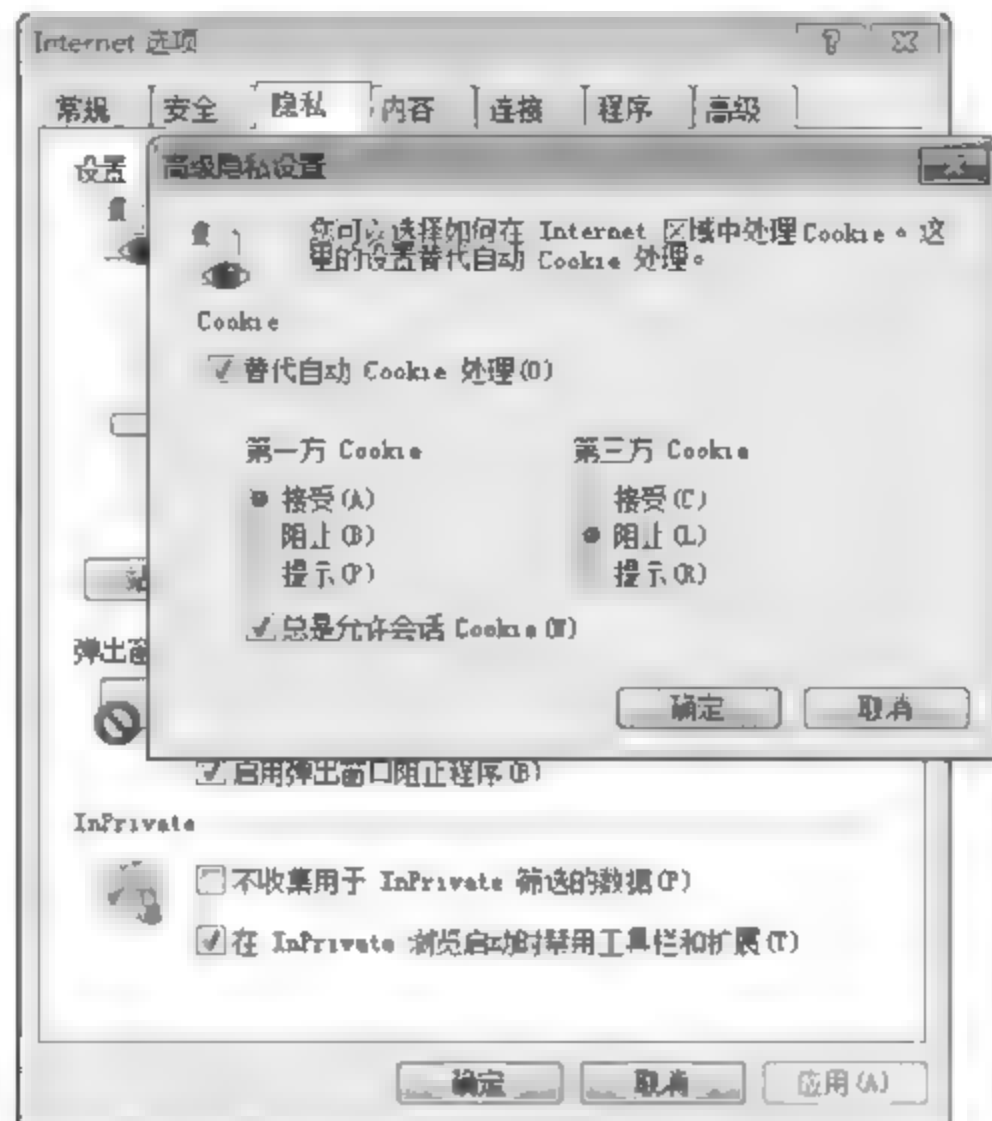 Internet 选项
常规 安全 隐私 内容 连接 程序 高级
设置
高级隐私设置
您可以选择如何在 Internet 区域中处理 Cookie。这
里的设置替代自动 Cookie 处理。
Cookie
替代自动 Cookie 处理(O)
第一方 Cookie 第三方 Cookie
接受(A) 接受(C)
阻止(B) 阻止(L)
提示(P) 提示(R)
总是允许会话 Cookie(W)
站
弹出窗
确定 取消
启用弹出窗口阻止程序(B)
InPrivate
不收集用于 InPrivate 筛选的数据(P)
在 InPrivate 浏览启动时禁用工具栏和扩展(T)
确定 取消 应用(A)